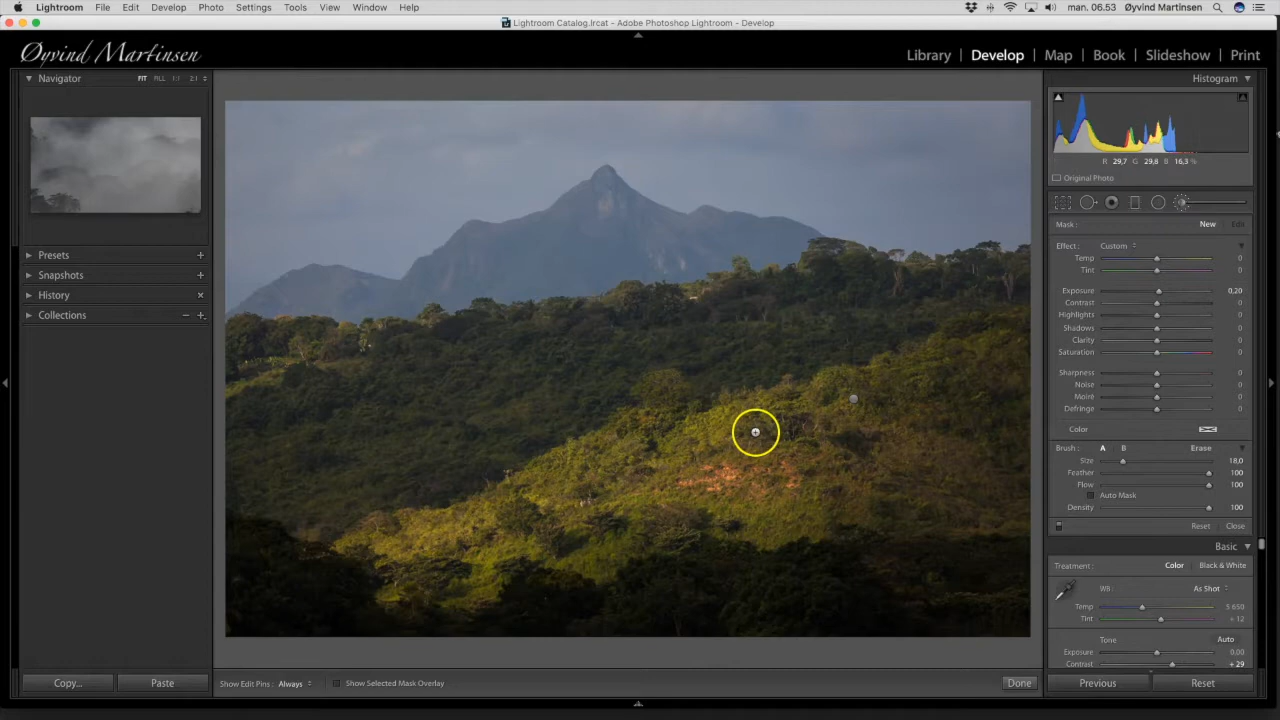 Lightroom File Edit Develop Photo Settings Tools View Window Help man. 06.53 Øyvind Martinsen
Lightroom Catalog.lrcat - Adobe Photoshop Lightroom - Develop
Øyvind Martinsen Library | Develop | Map | Book | Slideshow | Print
Navigator FIT FILL 1:1 2:1
Histogram
R 29,7 G 29,8 B 16,3 %
Original Photo
Mask : New Edit
Effect : Custom
Temp 0
Tint 0
Exposure 0,20
Contrast 0
Highlights 0
Shadows 0
Clarity 0
Saturation 0
Sharpness 0
Noise 0
Moiré 0
Defringe 0
Color
Brush : A B Erase
Size 18,0
Feather 100
Flow 100
Auto Mask
Density 100
Reset Close
Basic
Treatment : Color Black & White
WB : As Shot
Temp 5 650
Tint + 12
Tone Auto
Exposure 0,00
Contrast + 29
Presets
Snapshots
History
Collections
Copy... Paste
Show Edit Pins : Always Show Selected Mask Overlay Done
Previous Reset